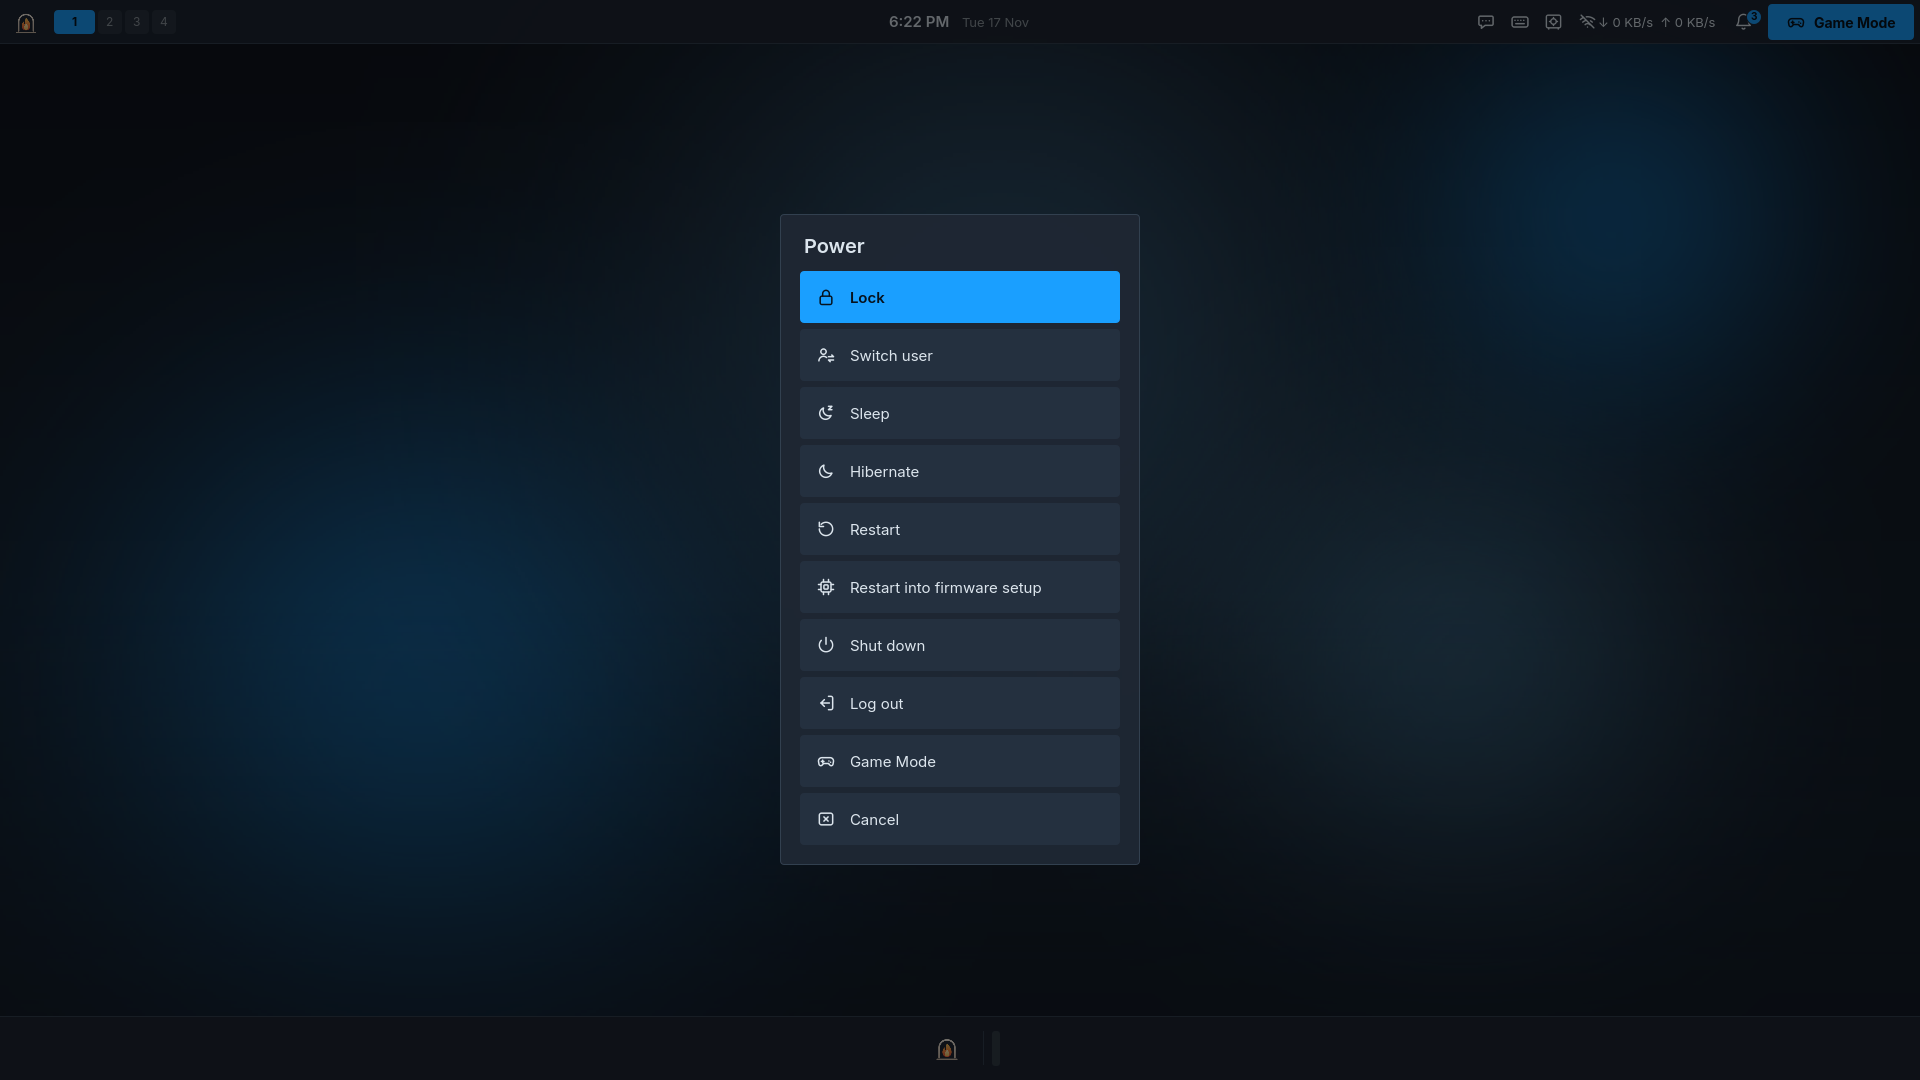 1 2 3 4
6:22 PM Tue 17 Nov
↓ 0 KB/s ↑ 0 KB/s
3
Game Mode
Power
Lock
Switch user
Sleep
Hibernate
Restart
Restart into firmware setup
Shut down
Log out
Game Mode
Cancel